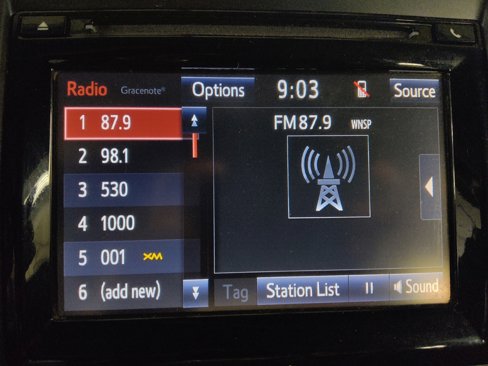 Radio Gracenote® Options 9:03 Source
1 87.9
2 98.1
3 530
4 1000
5 001 XM
6 (add new)
FM 87.9 WNSP
Tag Station List Sound